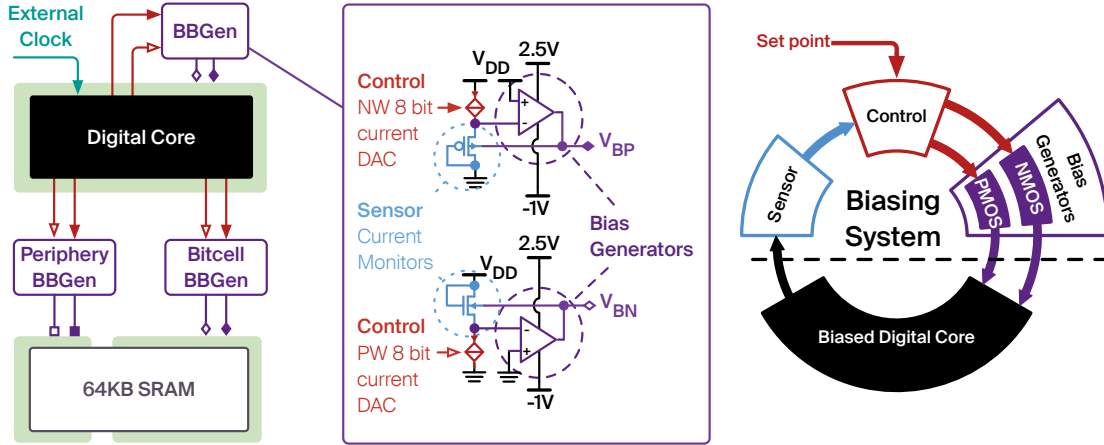 External
Clock
BBGen
Digital Core
Periphery
BBGen
Bitcell
BBGen
64KB SRAM
2.5V
VDD
Control
NW 8 bit
current
DAC
+
-
VBP
-1V
Sensor
Current
Monitors
Bias
Generators
2.5V
VDD
VBN
Control
PW 8 bit
current
DAC
-
+
-1V
Set point
Control
Sensor
Bias
Generators
NMOS
PMOS
Biasing
System
Biased Digital Core